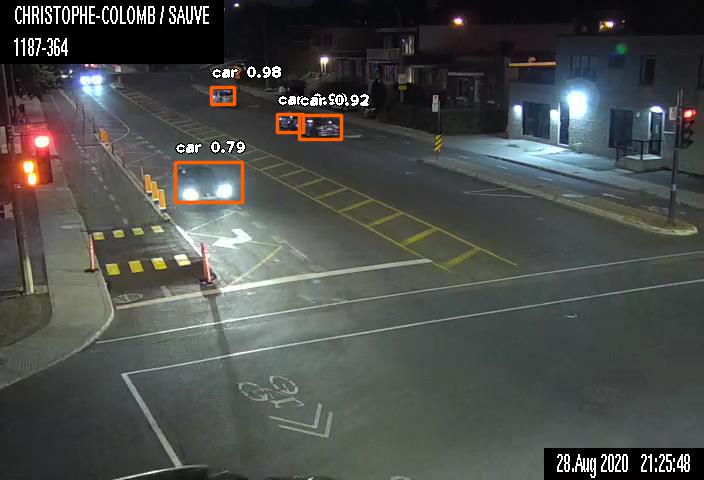 CHRISTOPHE-COLOMB / SAUVE
1187-364
car 0.98
car 0.92
car 0.79
28.Aug 2020 21:25:48